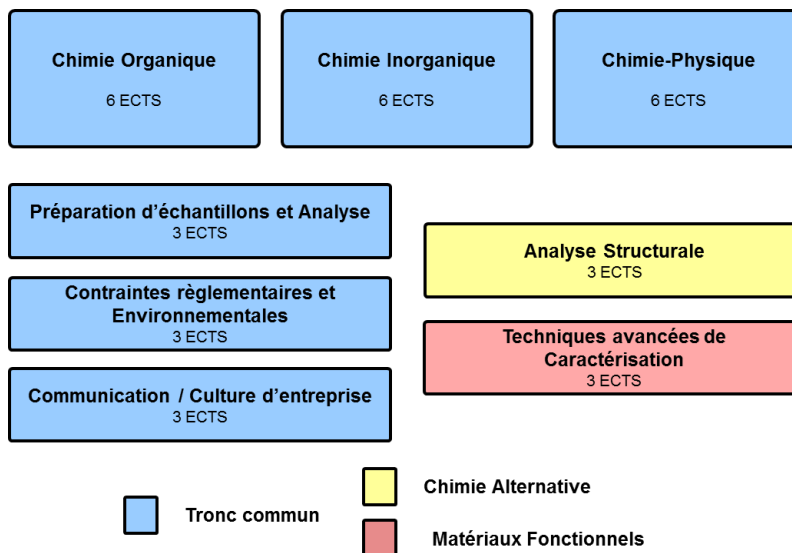 Chimie Organique
6 ECTS
Chimie Inorganique
6 ECTS
Chimie-Physique
6 ECTS
Préparation d'échantillons et Analyse
3 ECTS
Contraintes règlementaires et
Environnementales
3 ECTS
Communication / Culture d'entreprise
3 ECTS
Analyse Structurale
3 ECTS
Techniques avancées de
Caractérisation
3 ECTS
Tronc commun
Chimie Alternative
Matériaux Fonctionnels